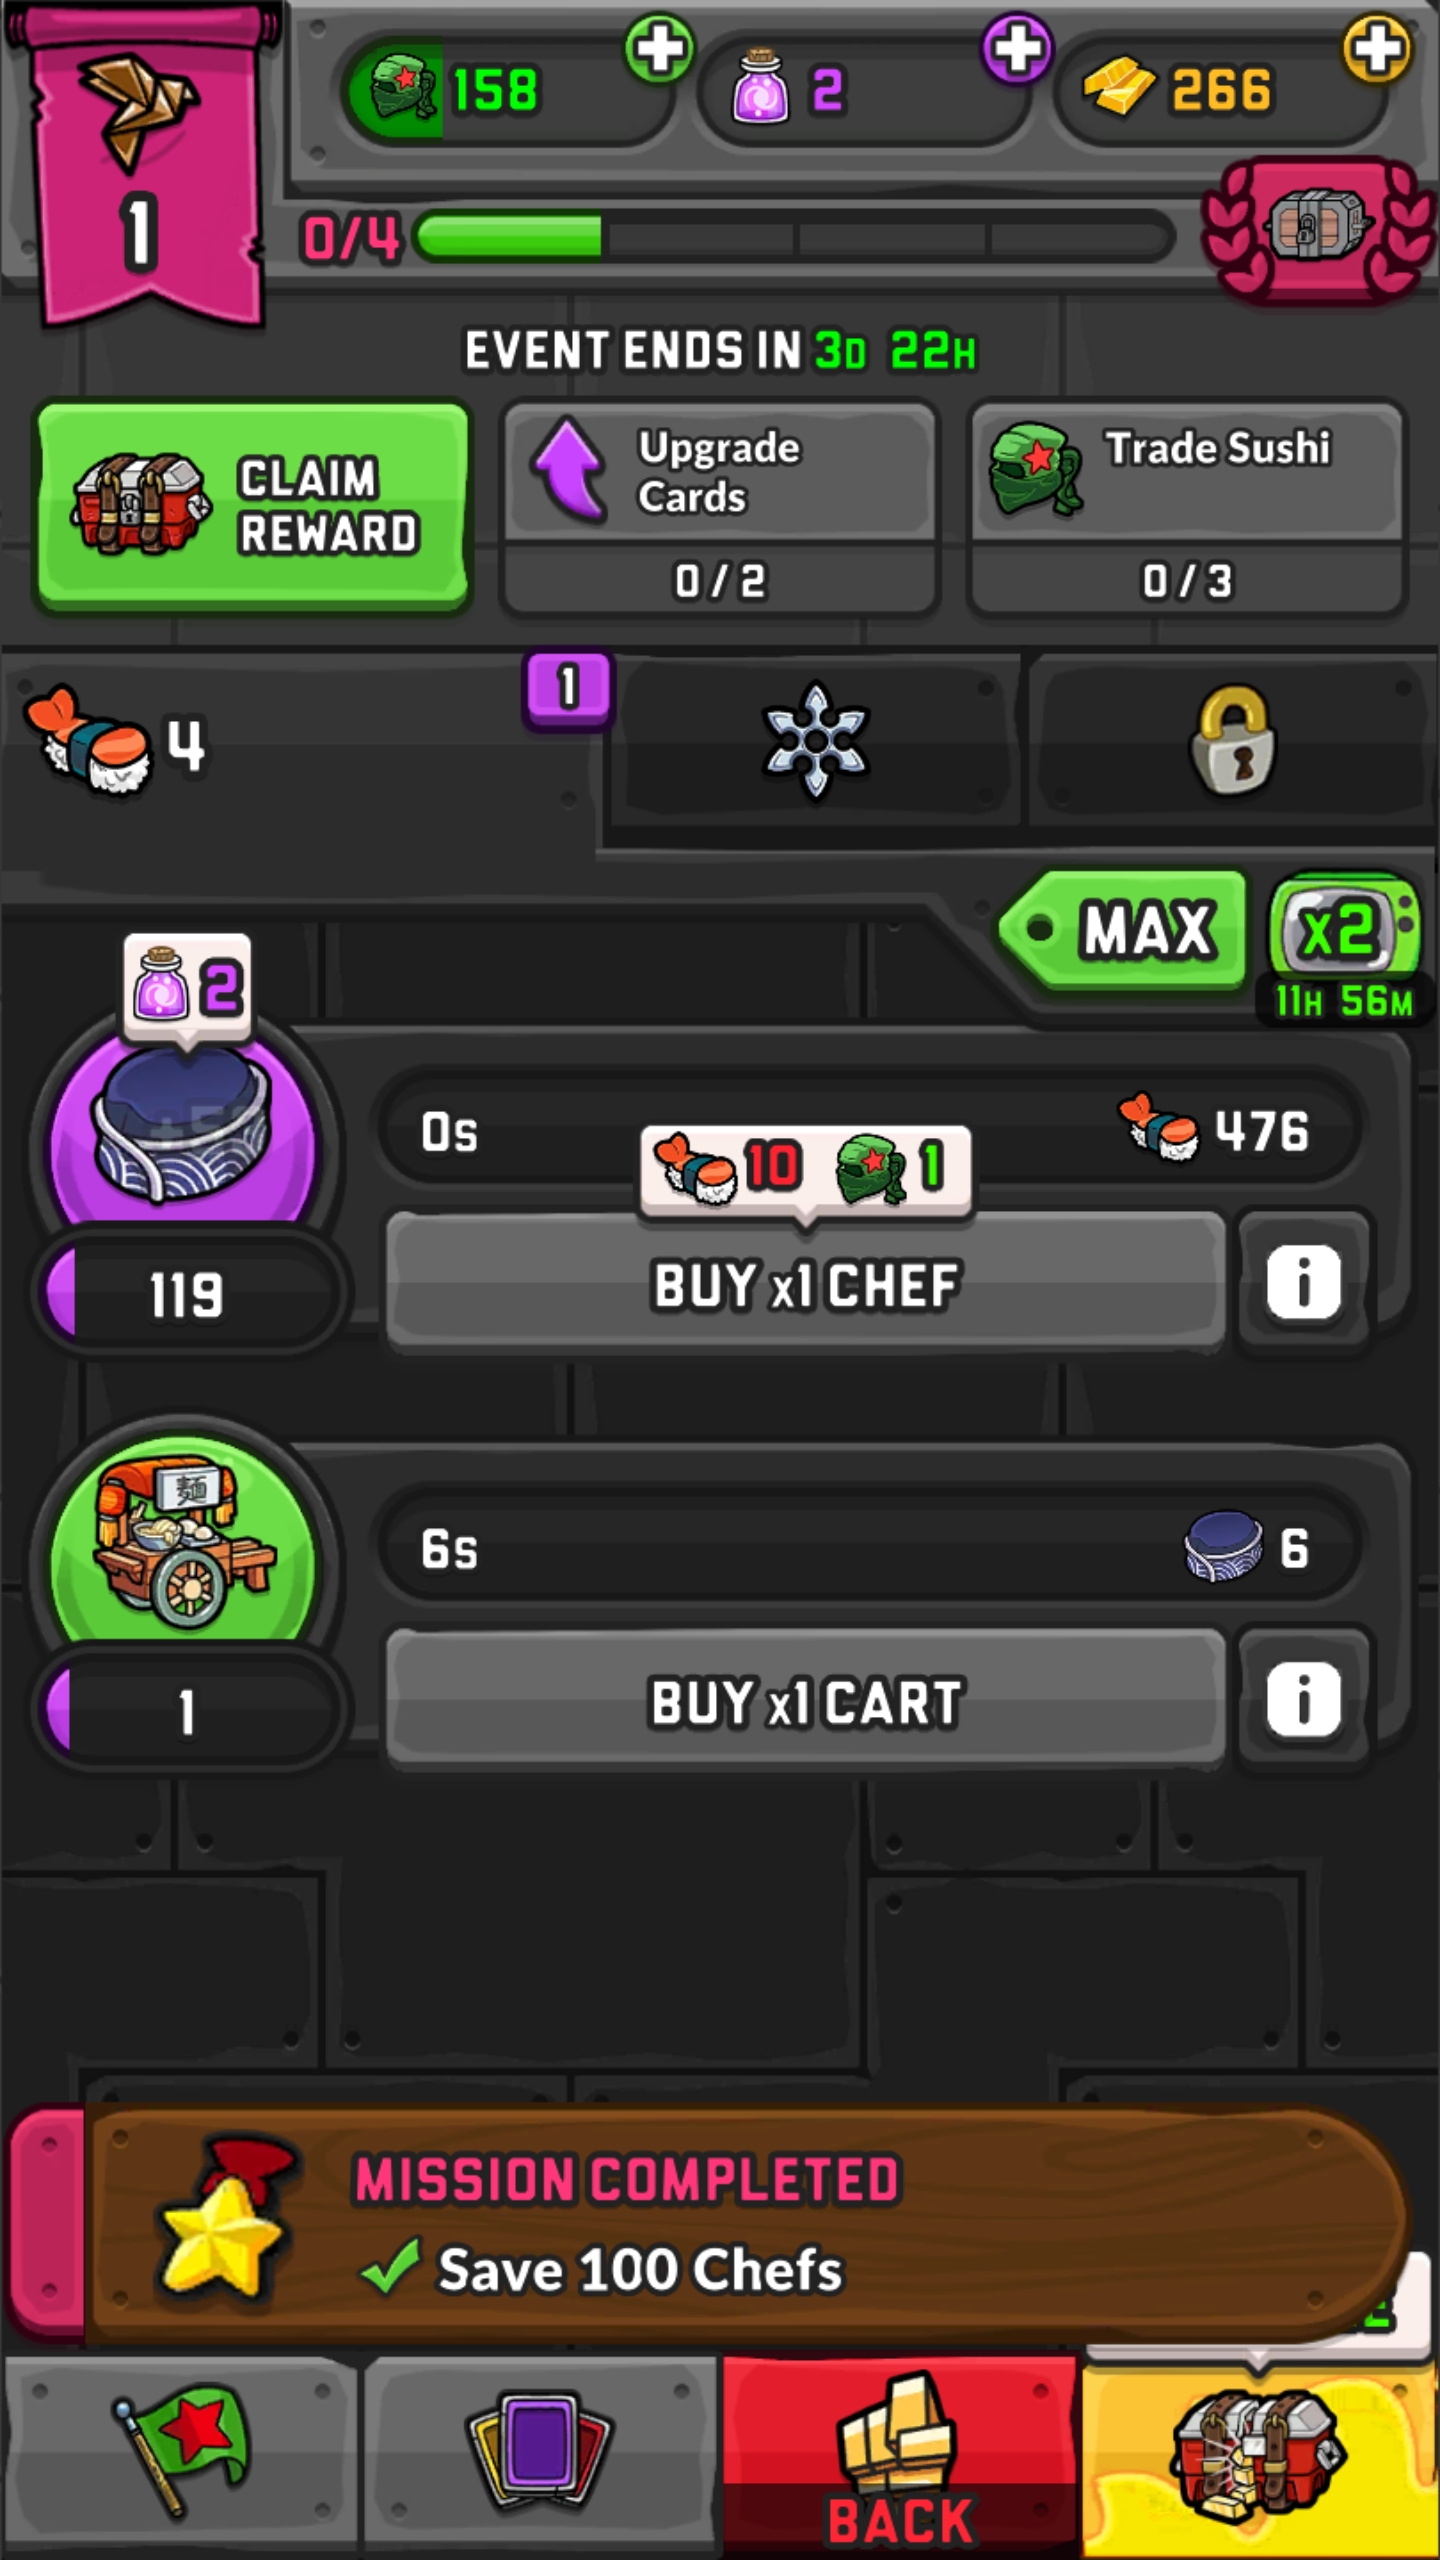 158
2
266
1
0/4
EVENT ENDS IN 3D 22H
CLAIM
REWARD
Upgrade
Cards
0/2
Trade Sushi
0/3
4
1
MAX
x2
11H 56M
2
0s
476
10
1
119
BUY x1 CHEF
i
麺
6s
6
1
BUY x1 CART
i
MISSION COMPLETED
Save 100 Chefs
BACK